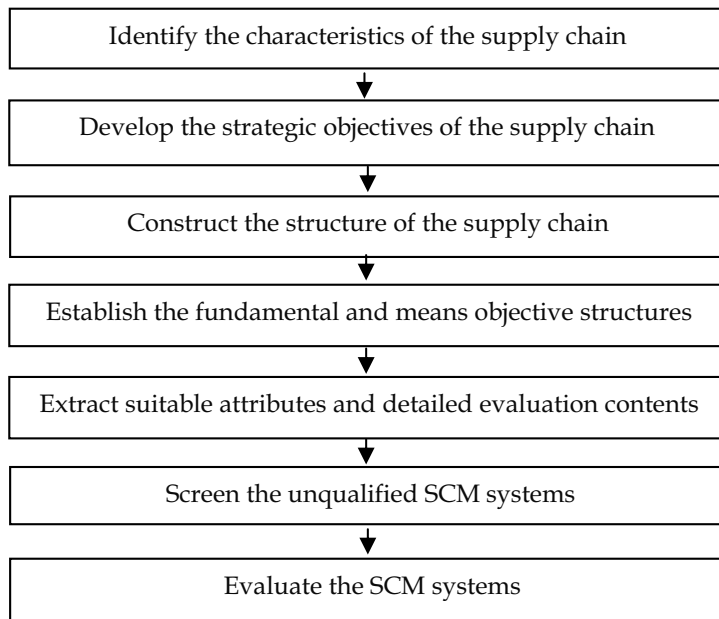 Identify the characteristics of the supply chain
Develop the strategic objectives of the supply chain
Construct the structure of the supply chain
Establish the fundamental and means objective structures
Extract suitable attributes and detailed evaluation contents
Screen the unqualified SCM systems
Evaluate the SCM systems